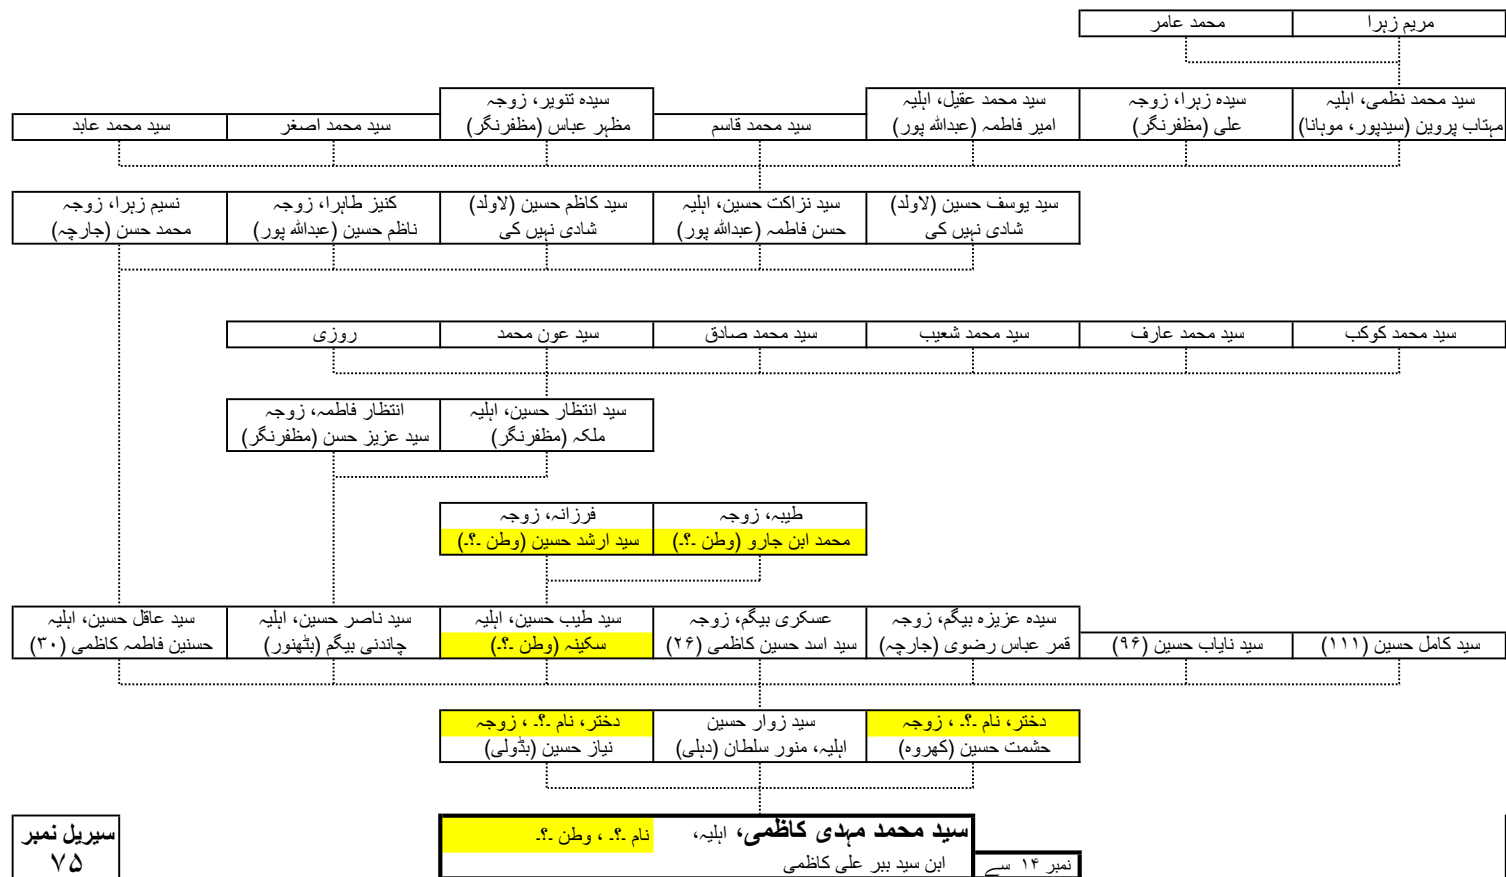 مریم زہرا
محمد عامر
سید محمد نظمی، اہلیہ
مہتاب پروین (سیدپور، موہانا)
سیدہ زہرا، زوجہ
علی (مظفرنگر)
سید محمد عقیل، اہلیہ
امیر فاطمہ (عبداللہ پور)
سید محمد قاسم
سیدہ تنویر، زوجہ
مظہر عباس (مظفرنگر)
سید محمد اصغر
سید محمد عابد
سید یوسف حسین (لاولد)
شادی نہیں کی
سید نزاکت حسین، اہلیہ
حسن فاطمہ (عبداللہ پور)
سید کاظم حسین (لاولد)
شادی نہیں کی
کنیز طاہرا، زوجہ
ناظم حسین (عبداللہ پور)
نسیم زہرا، زوجہ
محمد حسن (جارچہ)
سید محمد کوکب
سید محمد عارف
سید محمد شعیب
سید محمد صادق
سید عون محمد
روزی
سید انتظار حسین، اہلیہ
ملکہ (مظفرنگر)
انتظار فاطمہ، زوجہ
سید عزیز حسن (مظفرنگر)
طیبہ، زوجہ
محمد ابن جارو (وطن ۔؟۔)
فرزانہ، زوجہ
سید ارشد حسین (وطن ۔؟۔)
سید کامل حسین (۱۱۱)
سید نایاب حسین (۹۶)
سیدہ عزیزہ بیگم، زوجہ
قمر عباس رضوی (جارچہ)
عسکری بیگم، زوجہ
سید اسد حسین کاظمی (۲۶)
سید طیب حسین، اہلیہ
سکینہ (وطن ۔؟۔)
سید ناصر حسین، اہلیہ
چاندنی بیگم (بٹھنور)
سید عاقل حسین، اہلیہ
حسنین فاطمہ کاظمی (۳۰)
دختر، نام ۔؟۔ ، زوجہ
حشمت حسین (کھروہ)
سید زوار حسین
اہلیہ، منور سلطان (دہلی)
دختر، نام ۔؟۔ ، زوجہ
نیاز حسین (بڈولی)
سید محمد مہدی کاظمی، اہلیہ، نام ۔؟۔ ، وطن ۔؟۔
ابن سید ببر علی کاظمی
نمبر ۱۴ سے
سیریل نمبر
۷۵